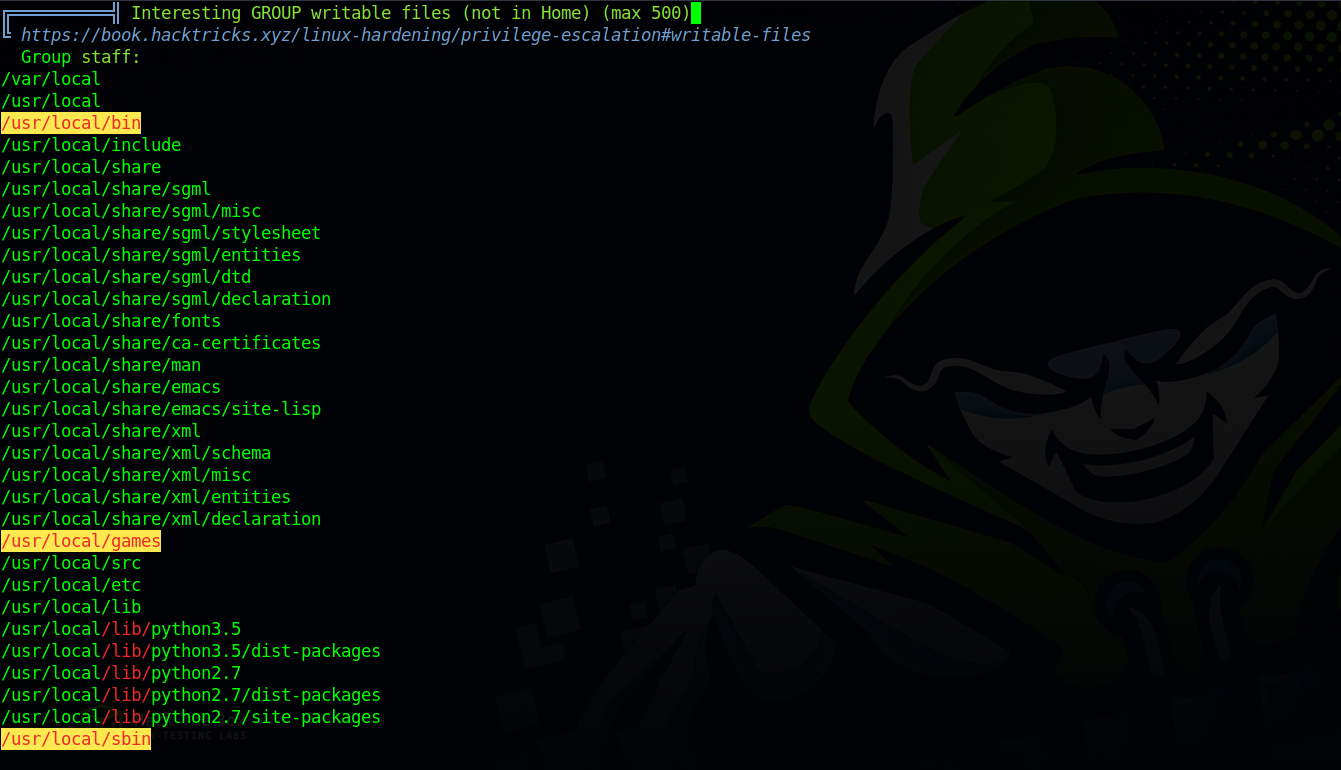 Interesting GROUP writable files (not in Home) (max 500)
https://book.hacktricks.xyz/linux-hardening/privilege-escalation#writable-files
Group staff:
/var/local
/usr/local
/usr/local/bin
/usr/local/include
/usr/local/share
/usr/local/share/sgml
/usr/local/share/sgml/misc
/usr/local/share/sgml/stylesheet
/usr/local/share/sgml/entities
/usr/local/share/sgml/dtd
/usr/local/share/sgml/declaration
/usr/local/share/fonts
/usr/local/share/ca-certificates
/usr/local/share/man
/usr/local/share/emacs
/usr/local/share/emacs/site-lisp
/usr/local/share/xml
/usr/local/share/xml/schema
/usr/local/share/xml/misc
/usr/local/share/xml/entities
/usr/local/share/xml/declaration
/usr/local/games
/usr/local/src
/usr/local/etc
/usr/local/lib
/usr/local/lib/python3.5
/usr/local/lib/python3.5/dist-packages
/usr/local/lib/python2.7
/usr/local/lib/python2.7/dist-packages
/usr/local/lib/python2.7/site-packages
/usr/local/sbin
-TESTING LABS